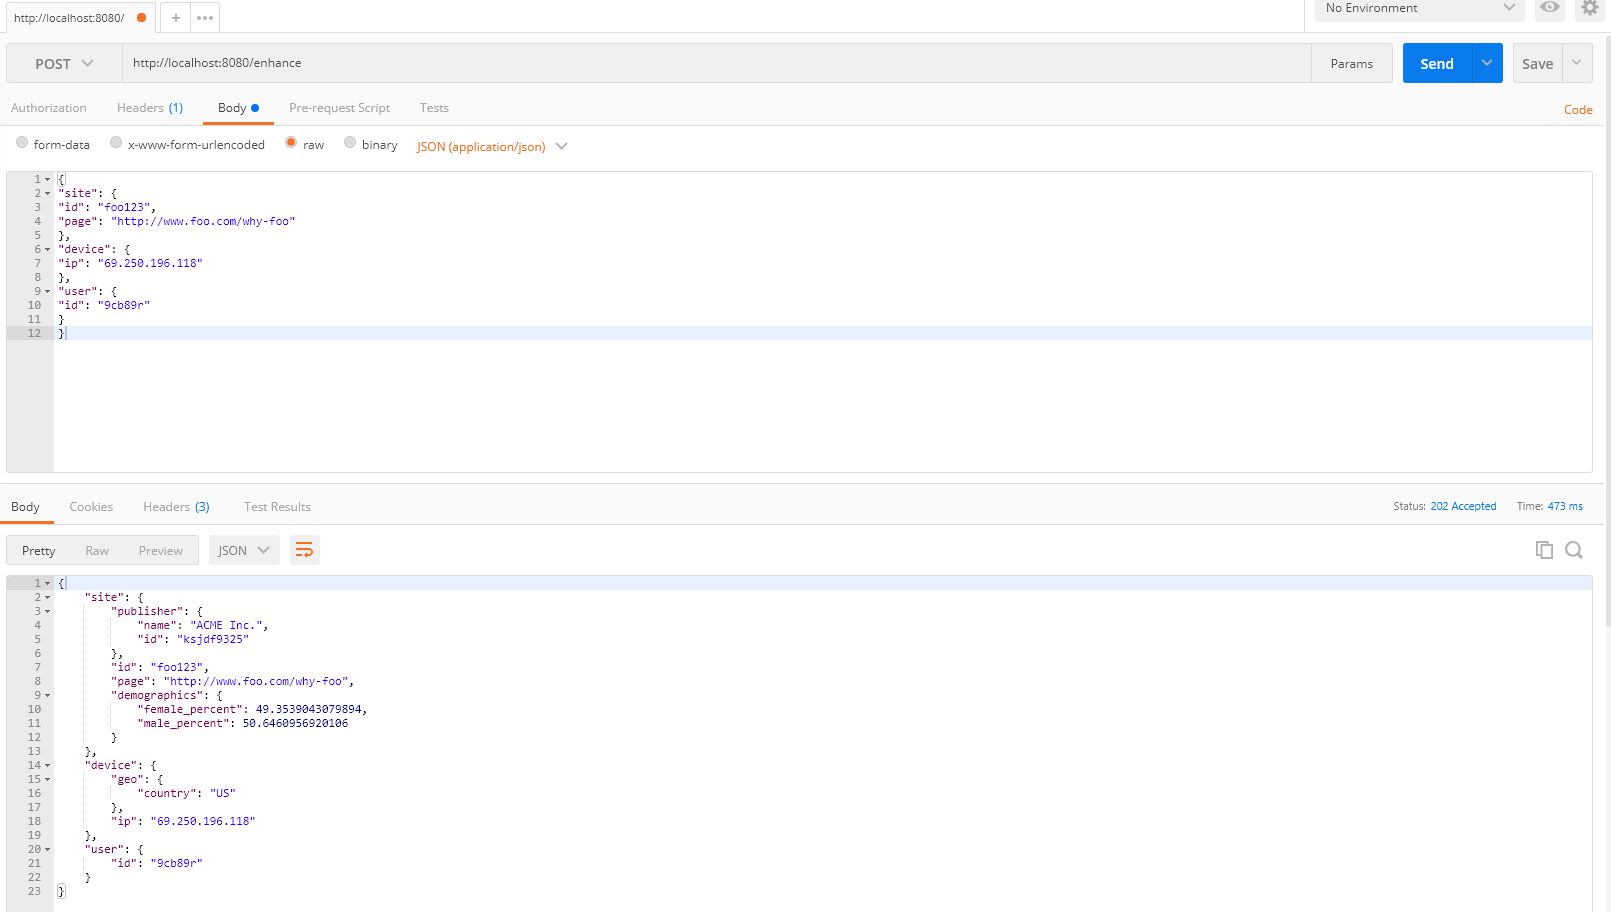 http://localhost:8080/
No Environment
POST
http://localhost:8080/enhance
Params
Send
Save
Authorization
Headers (1)
Body
Pre-request Script
Tests
Code
form-data
x-www-form-urlencoded
raw
binary
JSON (application/json)
1 {
2 "site": {
3 "id": "foo123",
4 "page": "http://www.foo.com/why-foo"
5 },
6 "device": {
7 "ip": "69.250.196.118"
8 },
9 "user": {
10 "id": "9cb89r"
11 }
12 }
Body
Cookies
Headers (3)
Test Results
Status: 202 Accepted
Time: 473 ms
Pretty
Raw
Preview
JSON
1 {
2 "site": {
3 "publisher": {
4 "name": "ACME Inc.",
5 "id": "ksjdf9325"
6 },
7 "id": "foo123",
8 "page": "http://www.foo.com/why-foo",
9 "demographics": {
10 "female_percent": 49.3539043079894,
11 "male_percent": 50.6460956920106
12 }
13 },
14 "device": {
15 "geo": {
16 "country": "US"
17 },
18 "ip": "69.250.196.118"
19 },
20 "user": {
21 "id": "9cb89r"
22 }
23 }